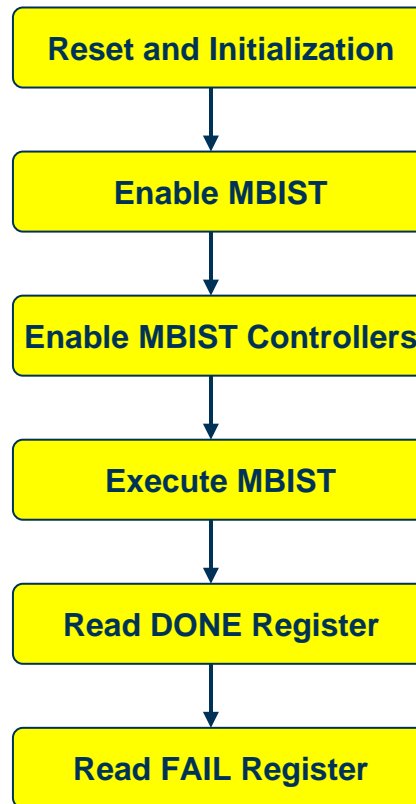 Reset and Initialization
Enable MBIST
Enable MBIST Controllers
Execute MBIST
Read DONE Register
Read FAIL Register